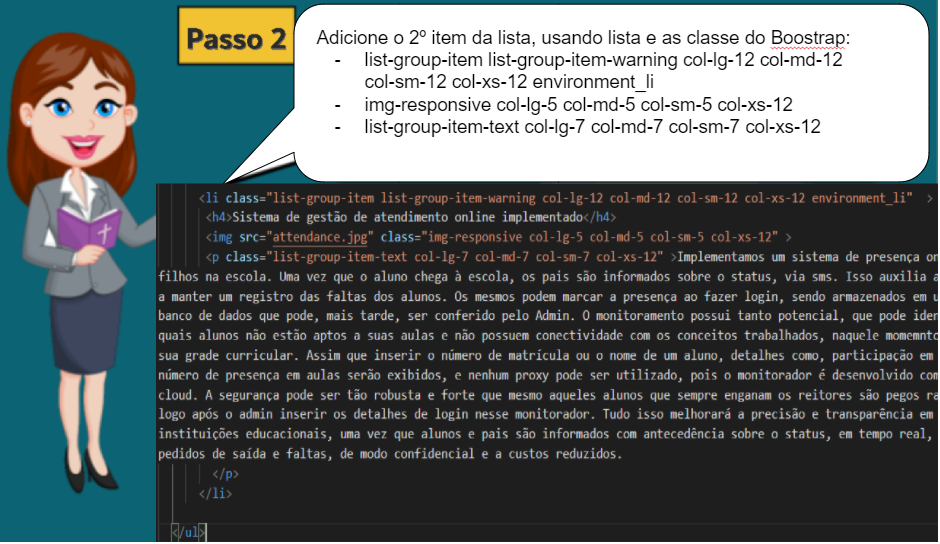 Passo 2
Adicione o 2º item da lista, usando lista e as classe do Boostrap:
- list-group-item list-group-item-warning col-lg-12 col-md-12
col-sm-12 col-xs-12 environment_li
- img-responsive col-lg-5 col-md-5 col-sm-5 col-xs-12
- list-group-item-text col-lg-7 col-md-7 col-sm-7 col-xs-12
<li class="list-group-item list-group-item-warning col-lg-12 col-md-12 col-sm-12 col-xs-12 environment_li" >
<h4>Sistema de gestão de atendimento online implementado</h4>
<img src="attendance.jpg" class="img-responsive col-lg-5 col-md-5 col-sm-5 col-xs-12" >
<p class="list-group-item-text col-lg-7 col-md-7 col-sm-7 col-xs-12" >Implementamos um sistema de presença on
filhos na escola. Uma vez que o aluno chega à escola, os pais são informados sobre o status, via sms. Isso auxilia a
a manter um registro das faltas dos alunos. Os mesmos podem marcar a presença ao fazer login, sendo armazenados em u
banco de dados que pode, mais tarde, ser conferido pelo Admin. O monitoramento possui tanto potencial, que pode iden
quais alunos não estão aptos a suas aulas e não possuem conectividade com os conceitos trabalhados, naquele momemnto
sua grade curricular. Assim que inserir o número de matrícula ou o nome de um aluno, detalhes como, participação em
número de presença em aulas serão exibidos, e nenhum proxy pode ser utilizado, pois o monitorador é desenvolvido com
cloud. A segurança pode ser tão robusta e forte que mesmo aqueles alunos que sempre enganam os reitores são pegos ra
logo após o admin inserir os detalhes de login nesse monitorador. Tudo isso melhorará a precisão e transparência em
instituições educacionais, uma vez que alunos e pais são informados com antecedência sobre o status, em tempo real,
pedidos de saída e faltas, de modo confidencial e a custos reduzidos.
</p>
</li>
</ul>